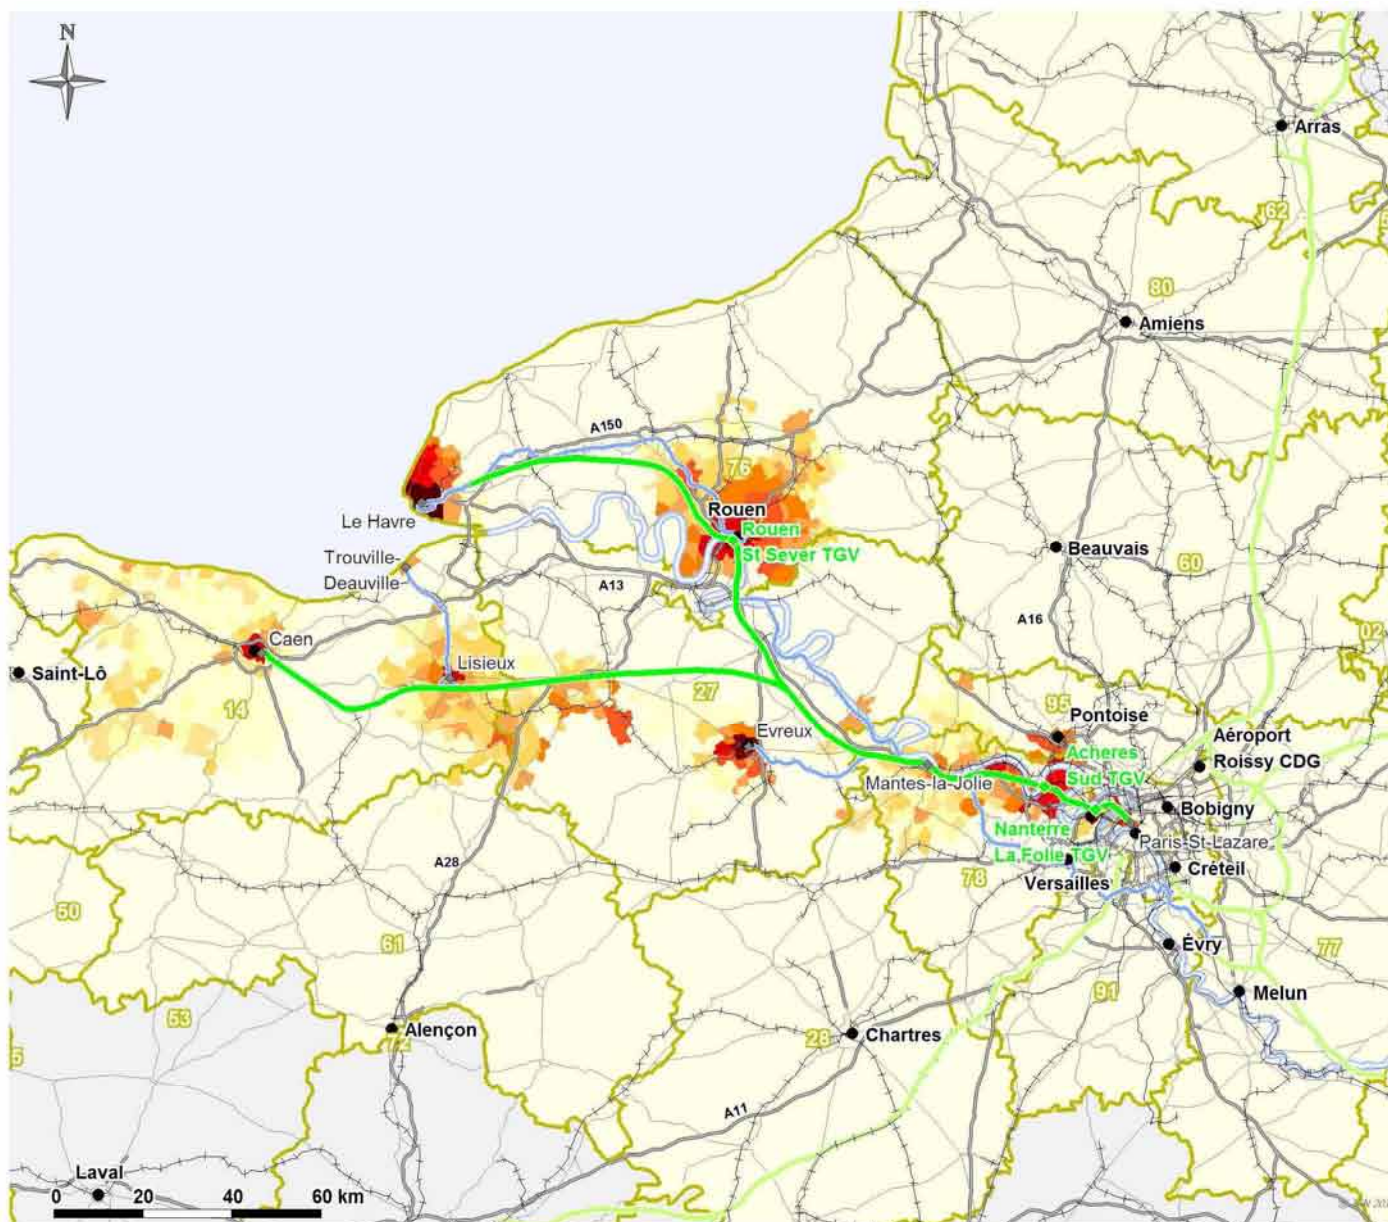 N
Arras
62
80
Amiens
A150
76
Rouen
Rouen
St Sever TGV
Le Havre
Trouville
Deauville
A13
Beauvais
60
A16
02
Caen
Lisieux
Saint-Lô
14
27
95
Pontoise
Evreux
Aéroport
Roissy CDG
Acheres
Sud TGV
Mantes-la-Jolie
Bobigny
Nanterre
La Folie TGV
Paris-St-Lazare
Créteil
78
Versailles
A28
50
61
Évry
77
91
Melun
53
Alençon
72
28
Chartres
A11
Laval
0 20 40 60 km